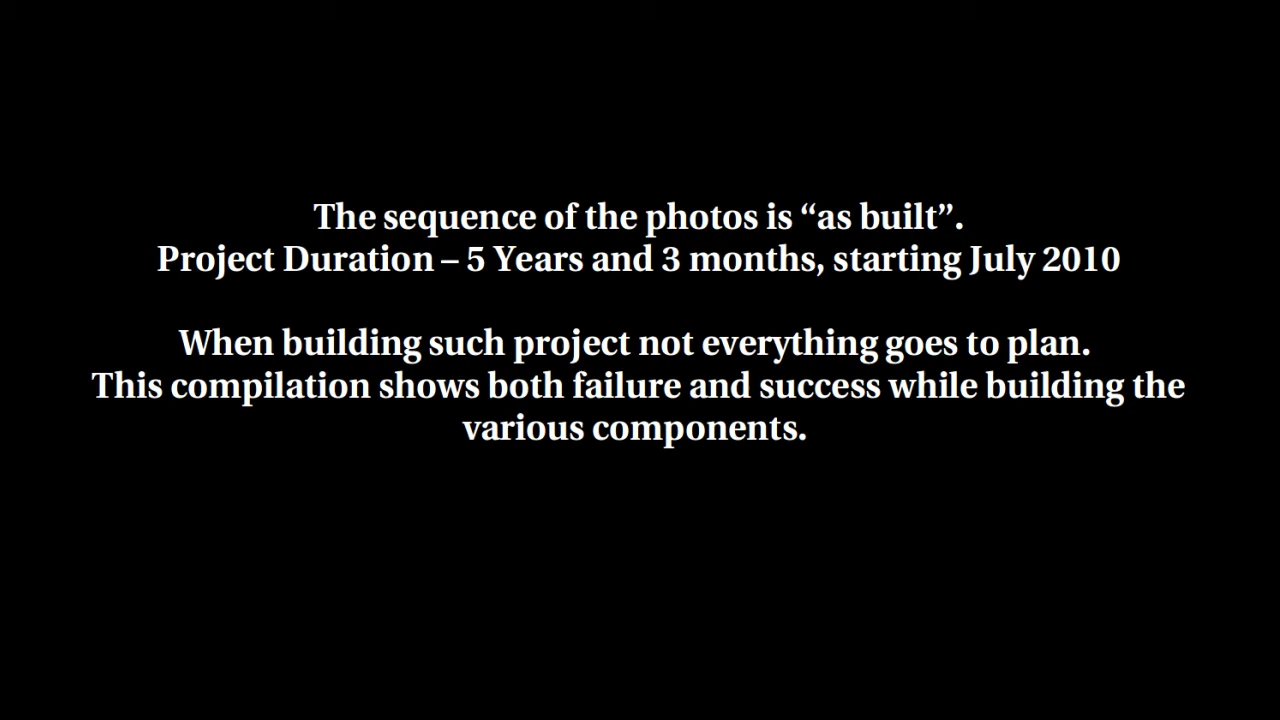 The sequence of the photos is “as built”.
Project Duration – 5 Years and 3 months, starting July 2010
When building such project not everything goes to plan.
This compilation shows both failure and success while building the
various components.